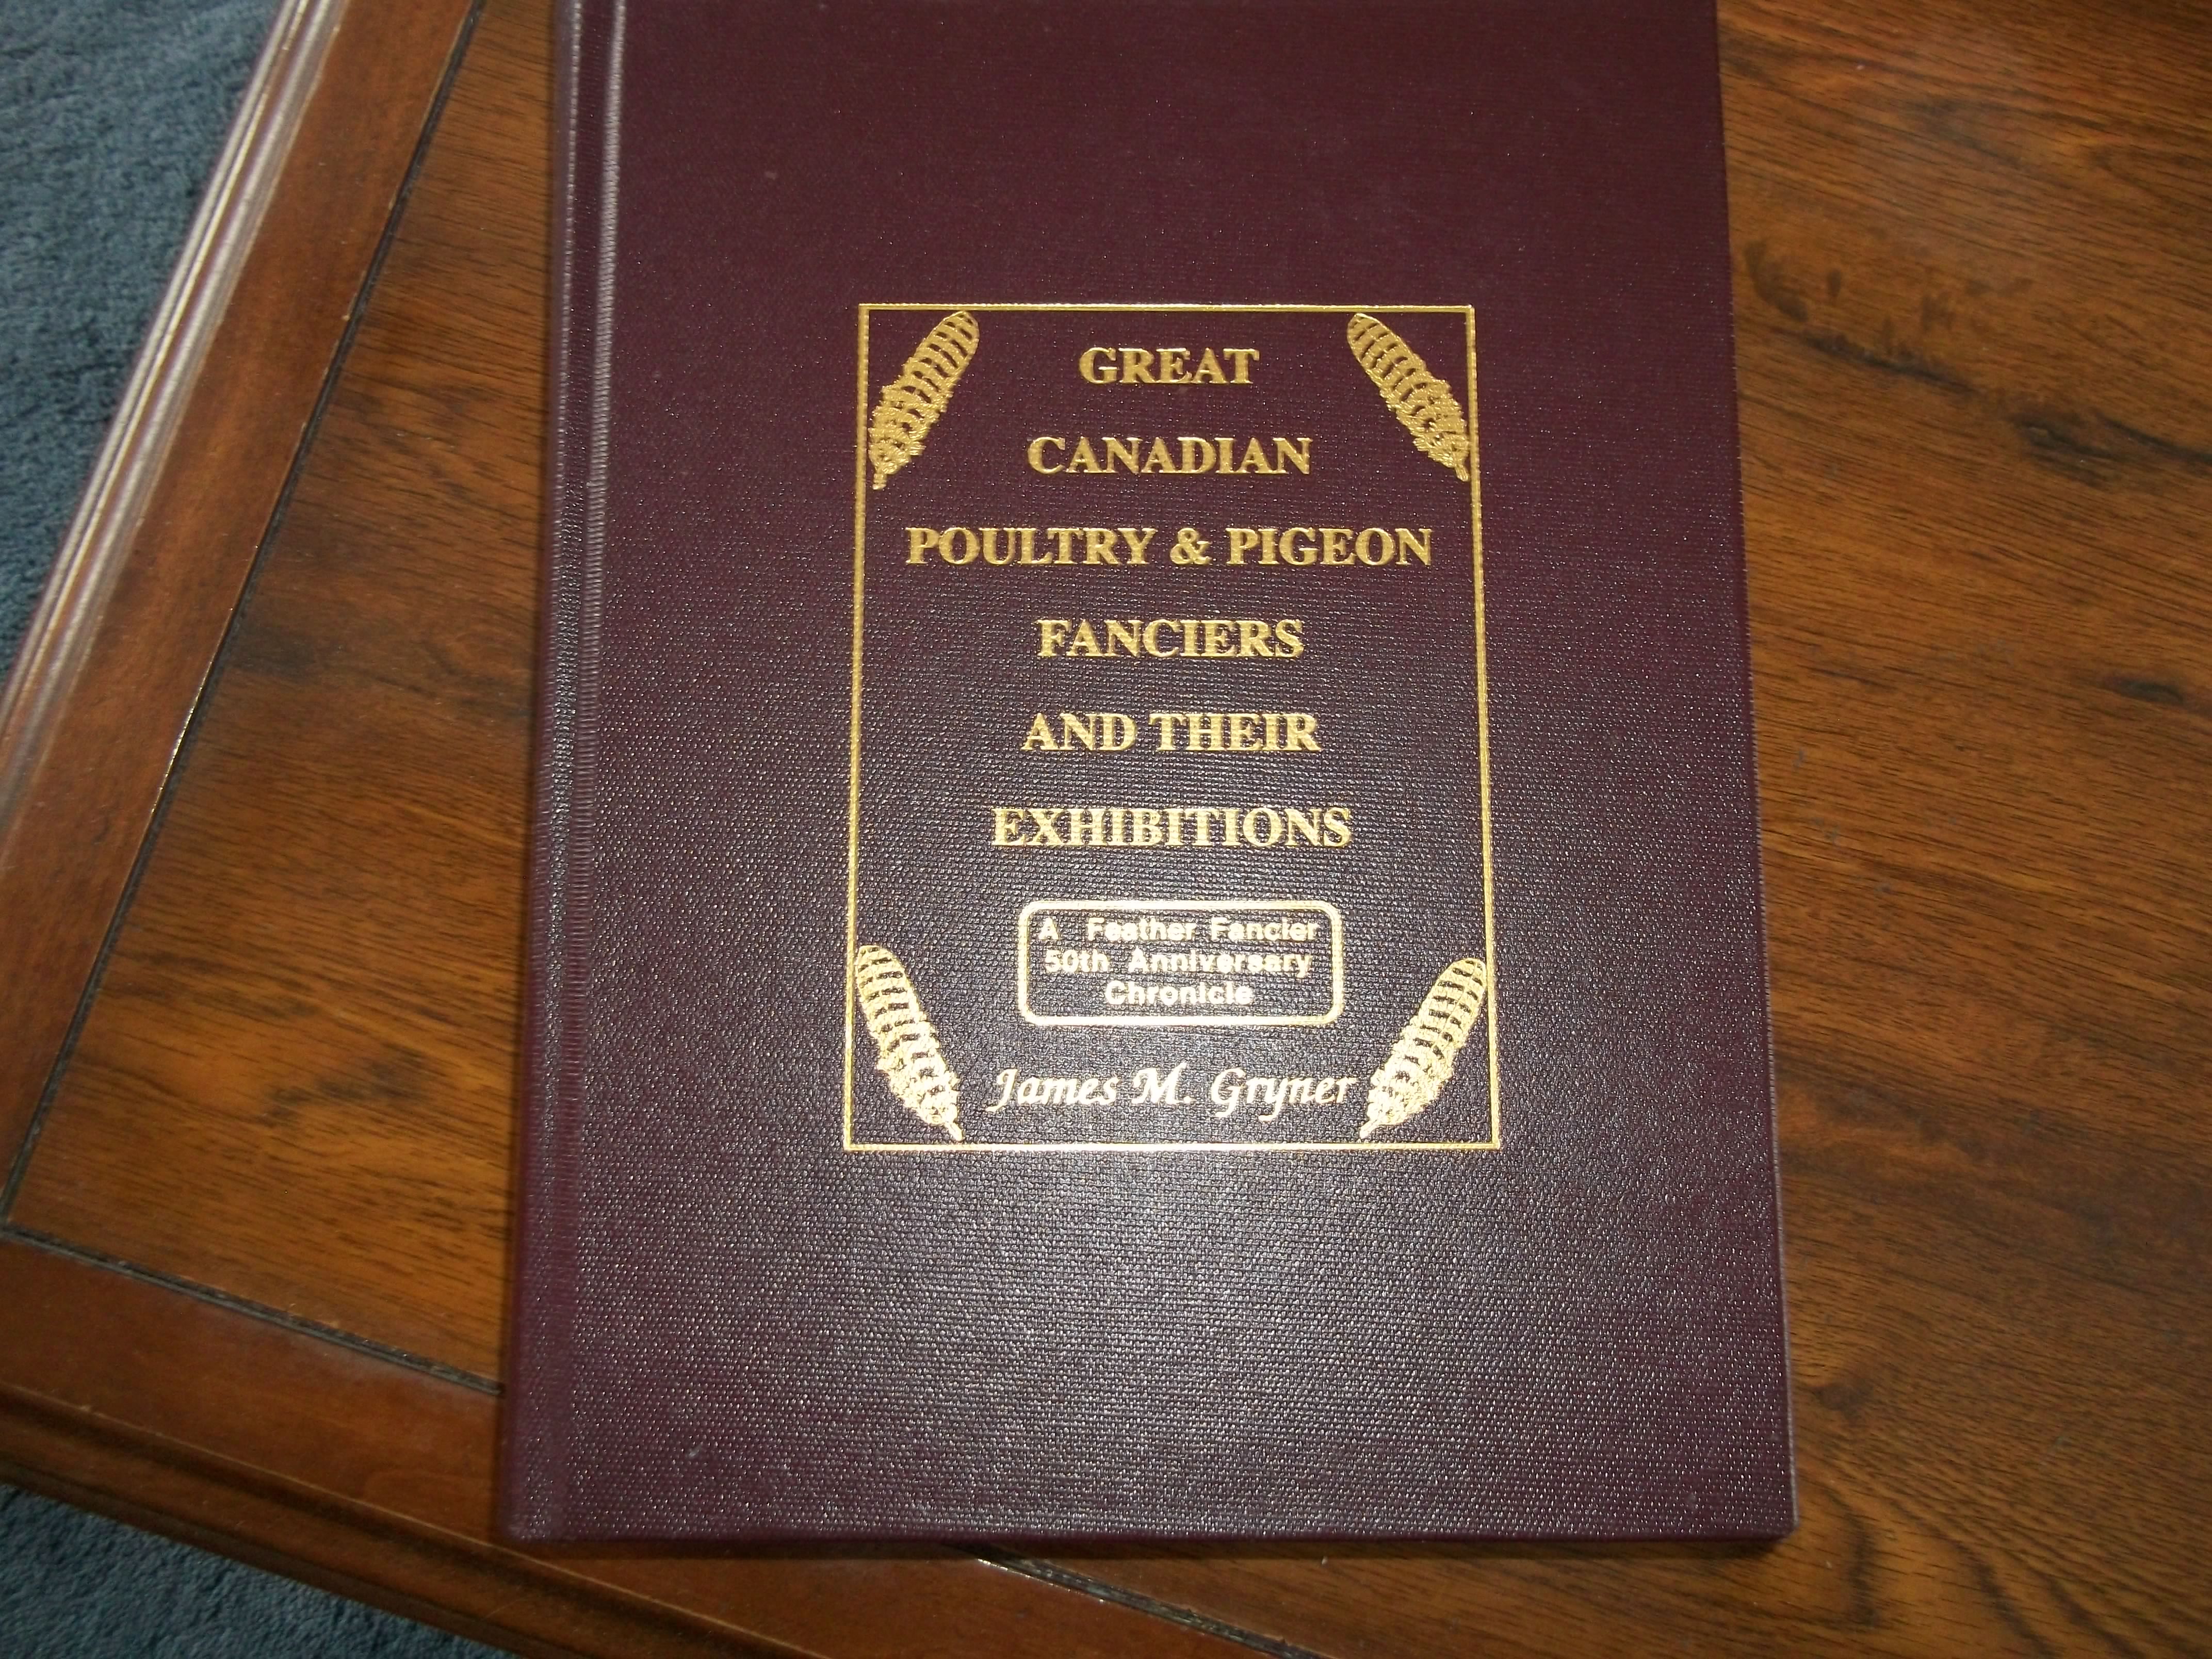 GREAT
CANADIAN
POULTRY & PIGEON
FANCIERS
AND THEIR
EXHIBITIONS
A Feather Fancier
50th Anniversary
Chronicle
James M. Gryner